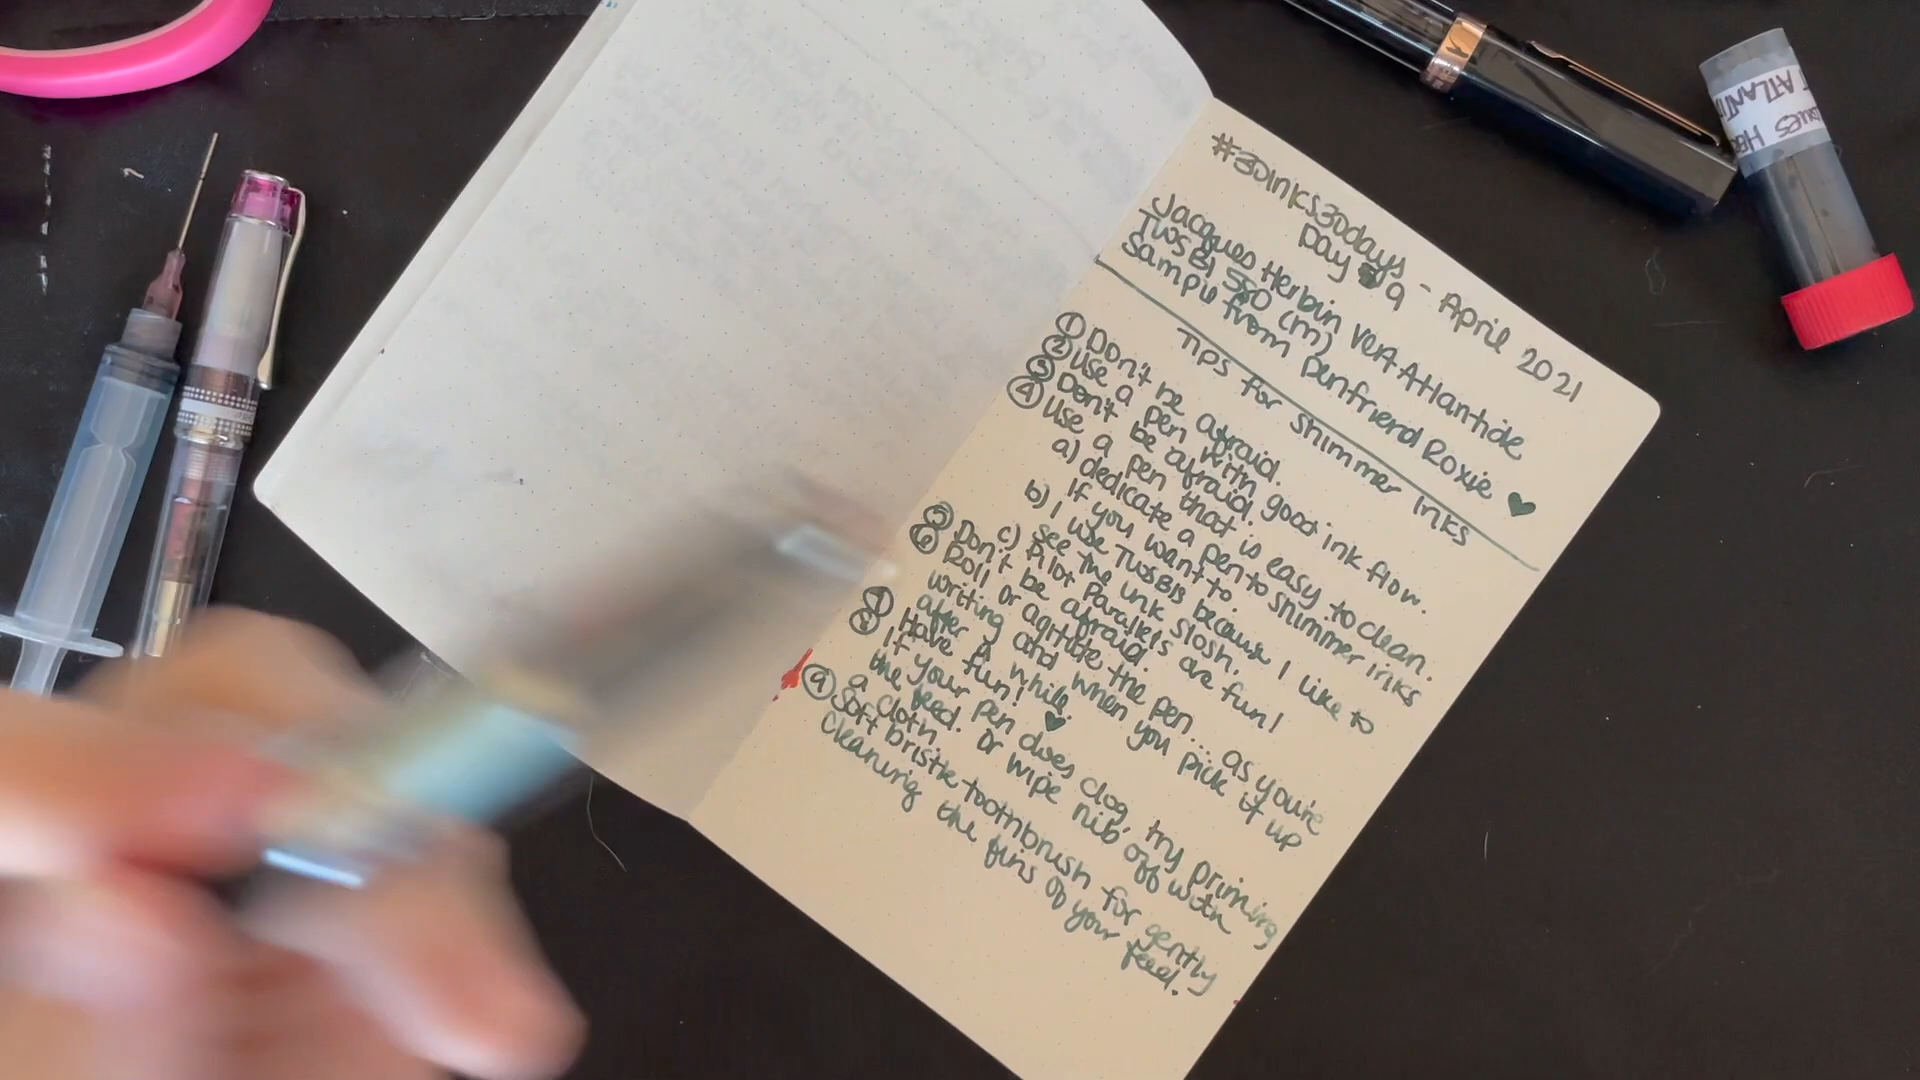 #30inks30days - April 2021
Day 9
Jacques Herbin Vert Atlantide
TWSBI 580 (m)
Sample from Penfriend Roxie ♥
Tips for Shimmer Inks
① Don't be afraid.
② Use a pen with good ink flow.
③ Don't be afraid.
④ Use a pen that is easy to clean.
a) dedicate a pen to shimmer inks
if you want to.
b) I use TWSBIs because I like to
see the ink slosh.
c) Pilot Parallels are fun!
⑤ Don't be afraid.
⑥ Roll or agitate the pen... as you're
writing and when you pick it up
after a while.
⑦ Have fun! ♥
⑧ If your pen does clog, try priming
the feed. Or wipe nib off with
a cloth.
⑨ Soft bristle toothbrush for gently
cleaning the fins of your feed.